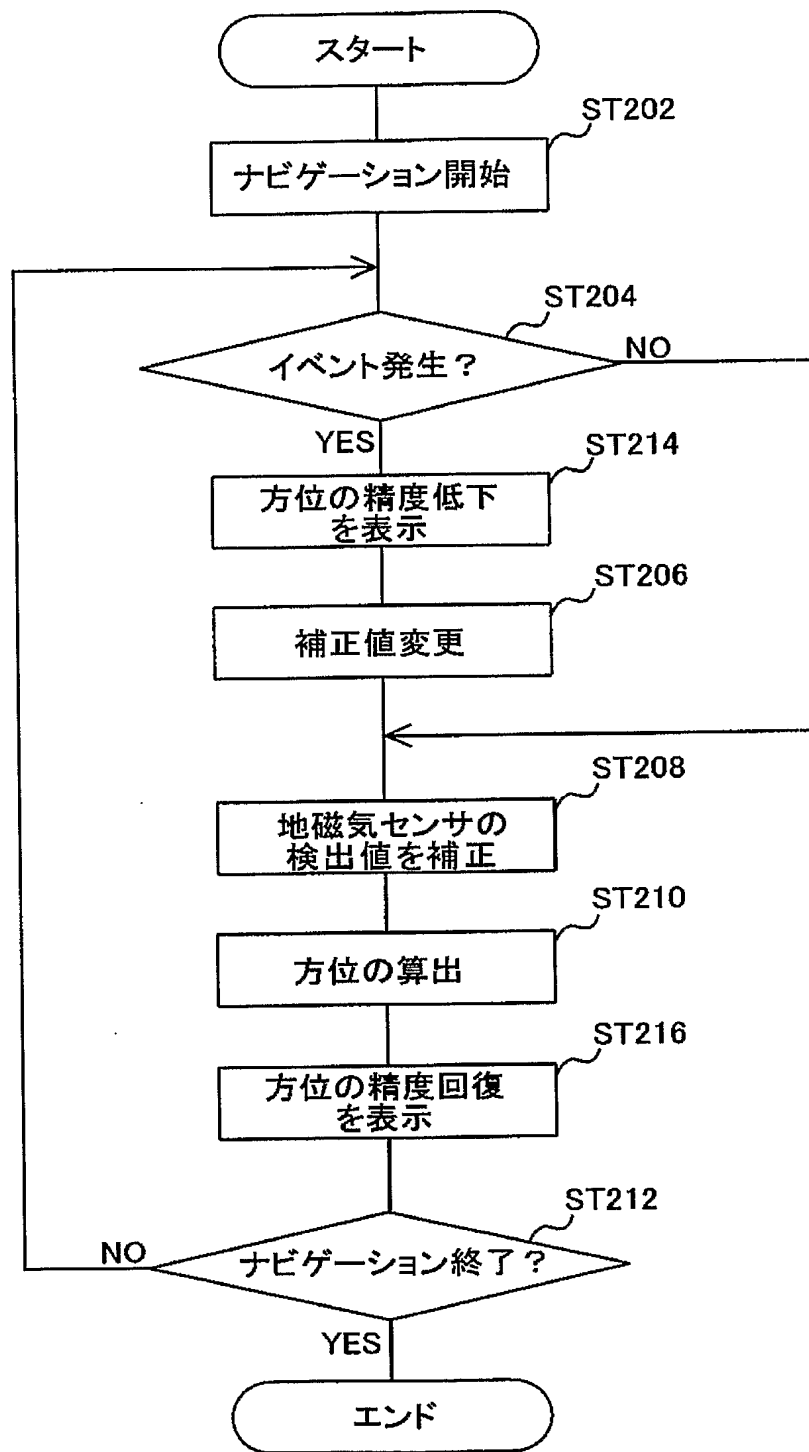 スタート
ST202
ナビゲーション開始
ST204
イベント発生？
NO
YES
ST214
方位の精度低下
を表示
ST206
補正値変更
ST208
地磁気センサの
検出値を補正
ST210
方位の算出
ST216
方位の精度回復
を表示
ST212
NO
ナビゲーション終了？
YES
エンド